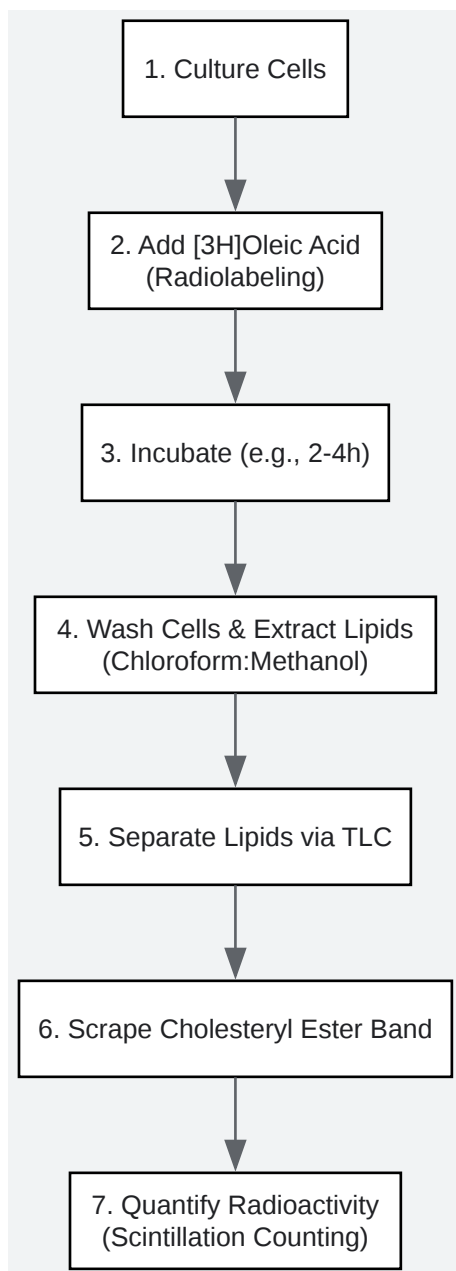 1. Culture Cells
2. Add [3H]Oleic Acid
(Radiolabeling)
3. Incubate (e.g., 2-4h)
4. Wash Cells & Extract Lipids
(Chloroform:Methanol)
5. Separate Lipids via TLC
6. Scrape Cholesteryl Ester Band
7. Quantify Radioactivity
(Scintillation Counting)